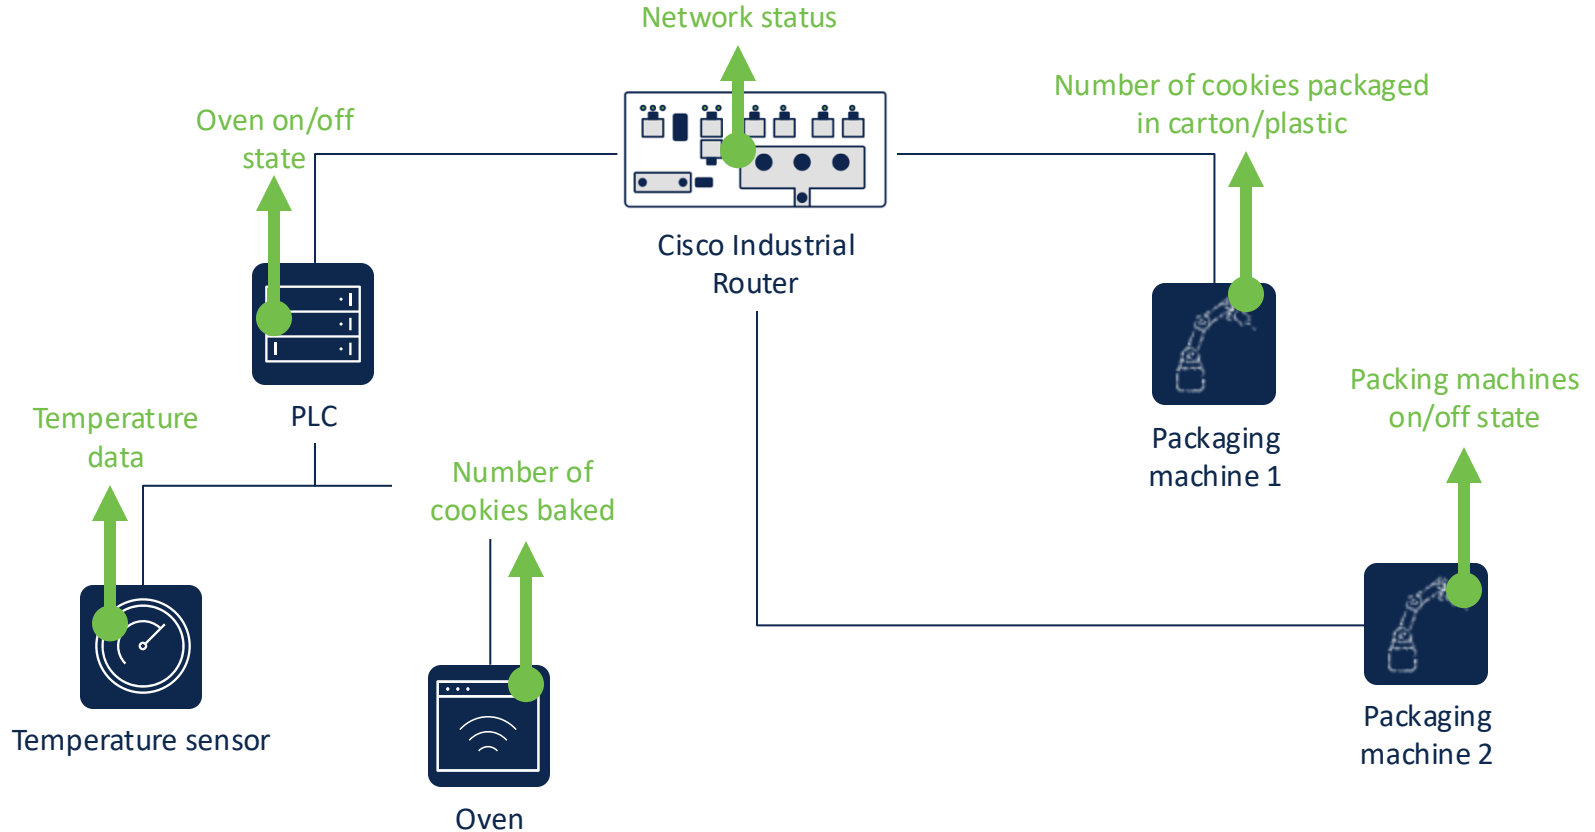 Network status
Number of cookies packaged
in carton/plastic
Oven on/off
state
Cisco Industrial
Router
Packing machines
on/off state
PLC
Temperature
data
Packaging
machine 1
Number of
cookies baked
Temperature sensor
Packaging
machine 2
Oven